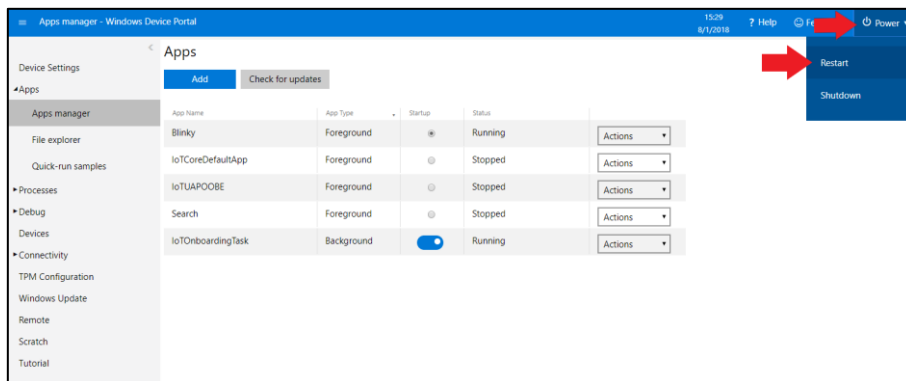 Apps manager - Windows Device Portal
15:29
8/1/2018
? Help
Power
Restart
Shutdown
Device Settings
Apps
Apps manager
File explorer
Quick-run samples
Processes
Debug
Devices
Connectivity
TPM Configuration
Windows Update
Remote
Scratch
Tutorial
Apps
Add Check for updates
App Name App Type Startup Status
Blinky Foreground Running Actions
IoTCoreDefaultApp Foreground Stopped Actions
IoTUAPOOBE Foreground Stopped Actions
Search Foreground Stopped Actions
IoTOnboardingTask Background Running Actions